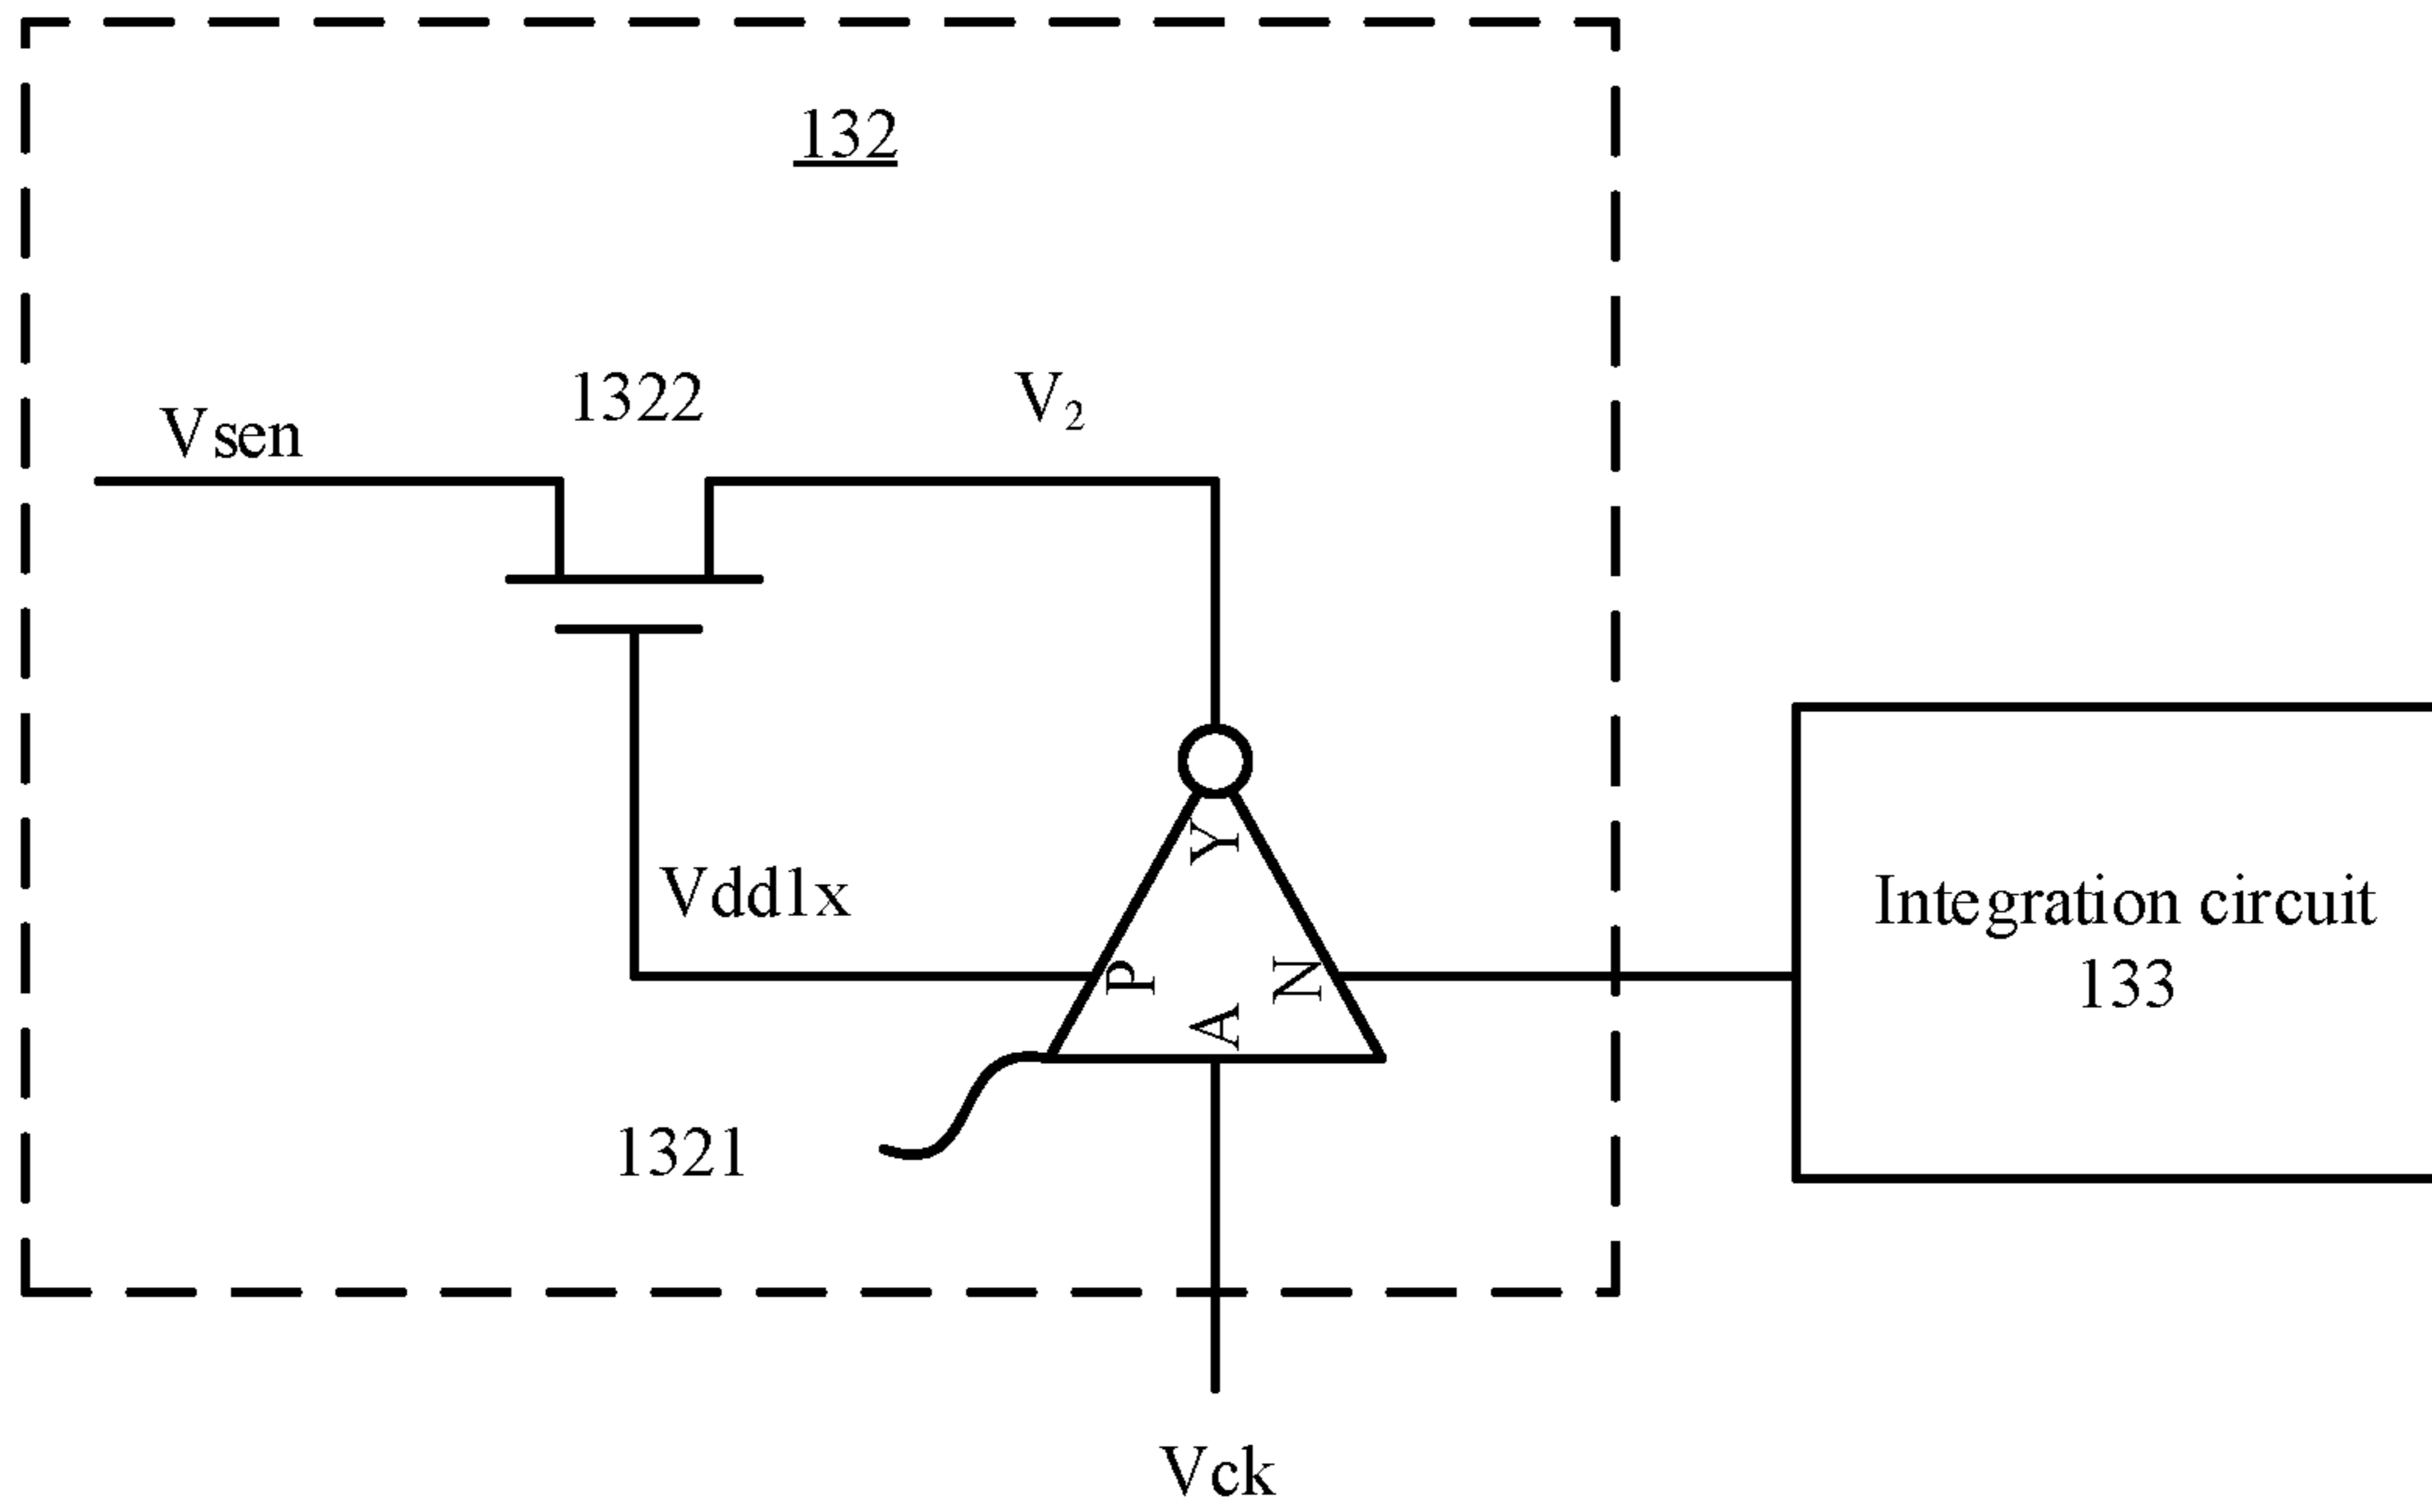 132
1322
V₂
Vsen
Vdd1x
Y
P
N
A
Integration circuit
133
1321
Vck